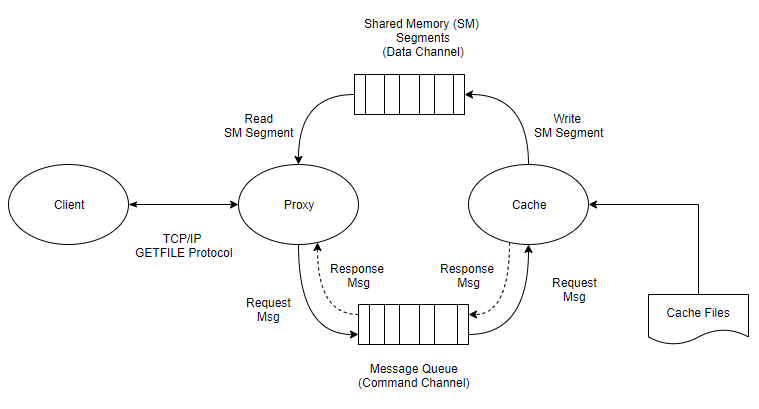 Shared Memory (SM)
Segments
(Data Channel)
Read
SM Segment
Write
SM Segment
Client
Proxy
Cache
TCP/IP
GETFILE Protocol
Response
Msg
Response
Msg
Request
Msg
Request
Msg
Cache Files
Message Queue
(Command Channel)